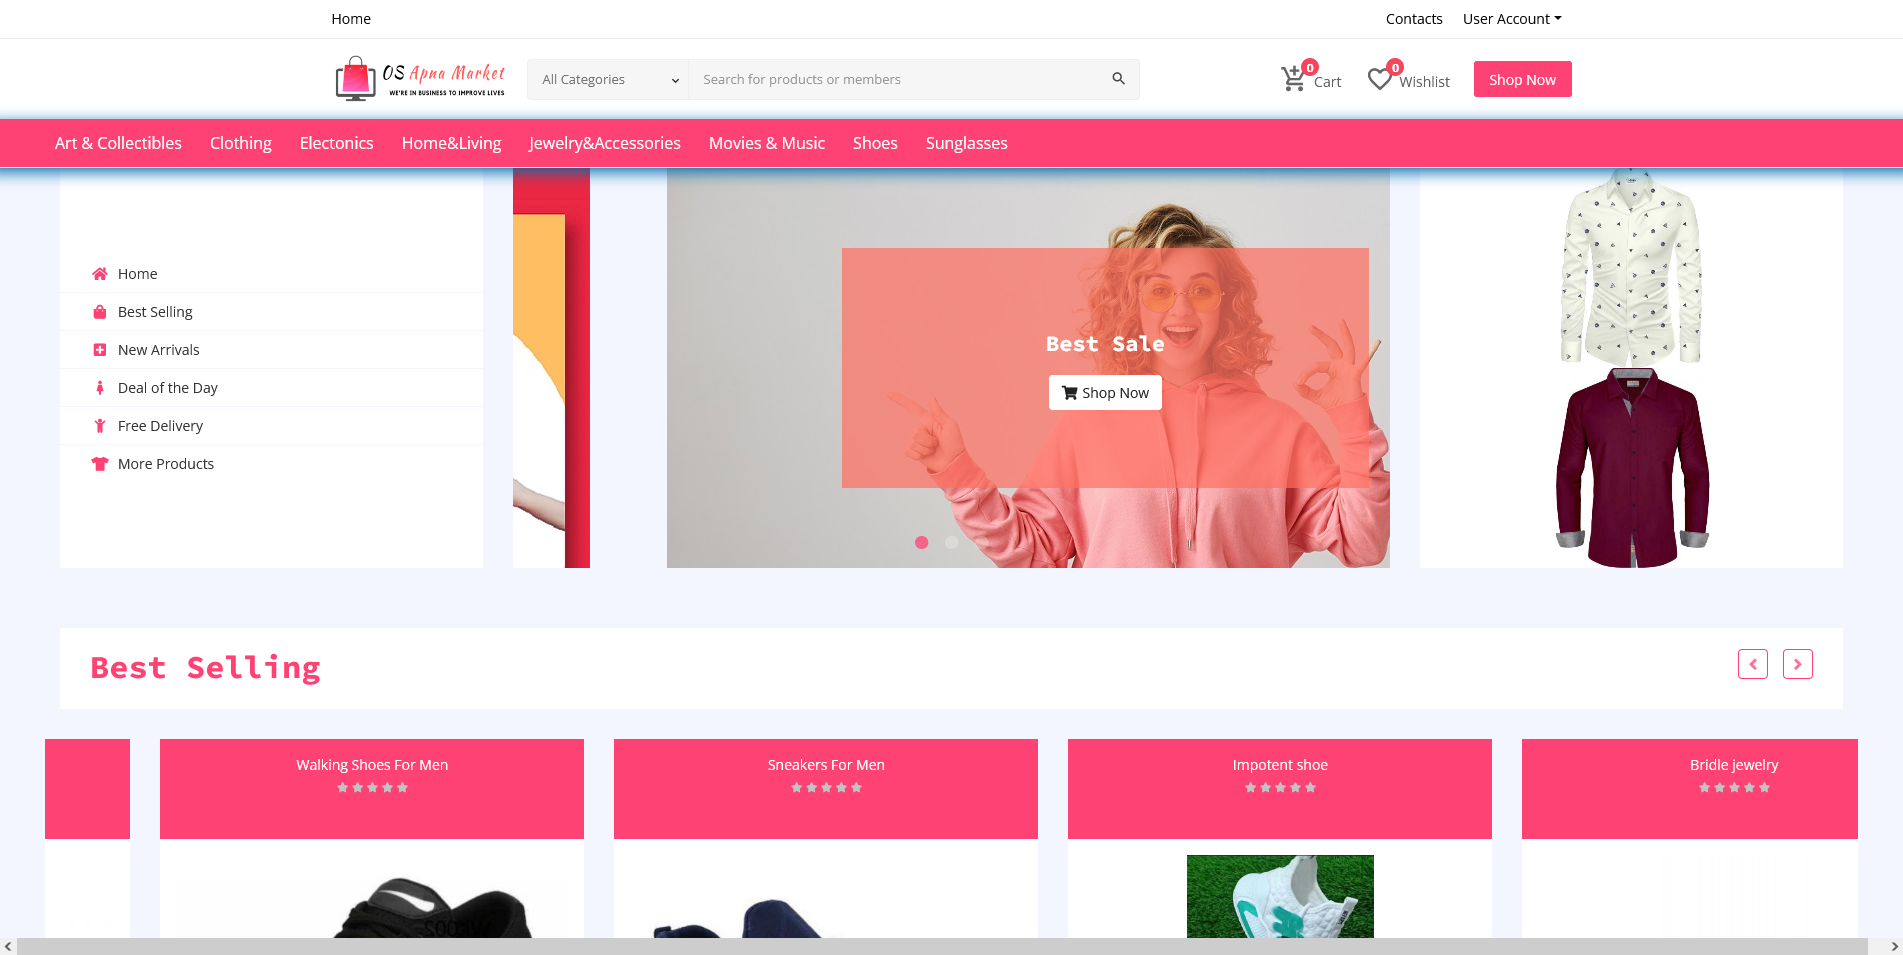 Home
Contacts
User Account
OS Apna Market
WE'RE IN BUSINESS TO IMPROVE LIVES
All Categories
Search for products or members
0
Cart
0
Wishlist
Shop Now
Art & Collectibles
Clothing
Electonics
Home&Living
Jewelry&Accessories
Movies & Music
Shoes
Sunglasses
Home
Best Selling
New Arrivals
Deal of the Day
Free Delivery
More Products
Best Sale
Shop Now
Best Selling
Walking Shoes For Men
Sneakers For Men
Impotent shoe
Bridle jewelry